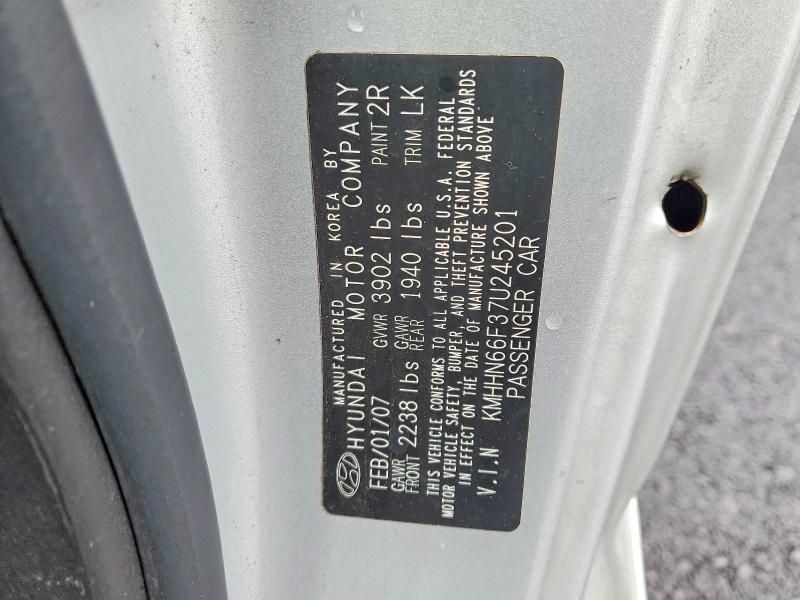 MANUFACTURED IN KOREA BY
HYUNDAI MOTOR COMPANY
FEB/01/07 GVWR 3902 lbs PAINT 2R
GAWR FRONT 2238 lbs GAWR REAR 1940 lbs TRIM LK
THIS VEHICLE CONFORMS TO ALL APPLICABLE U.S.A. FEDERAL
MOTOR VEHICLE SAFETY, BUMPER, AND THEFT PREVENTION STANDARDS
IN EFFECT ON THE DATE OF MANUFACTURE SHOWN ABOVE
V.I.N KMHHN66F37U245201
PASSENGER CAR